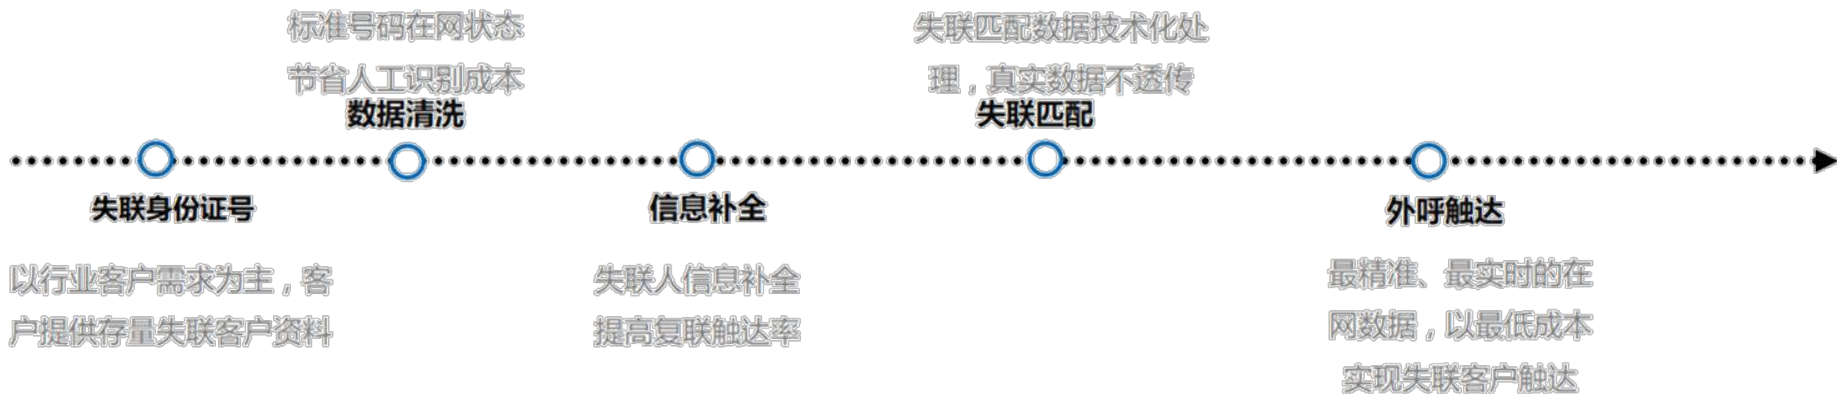 标准号码在网状态
节省人工识别成本
数据清洗
失联匹配数据技术化处
理，真实数据不透传
失联匹配
失联身份证号
以行业客户需求为主，客
户提供存量失联客户资料
信息补全
失联人信息补全
提高复联触达率
外呼触达
最精准、最实时的在
网数据，以最低成本
实现失联客户触达